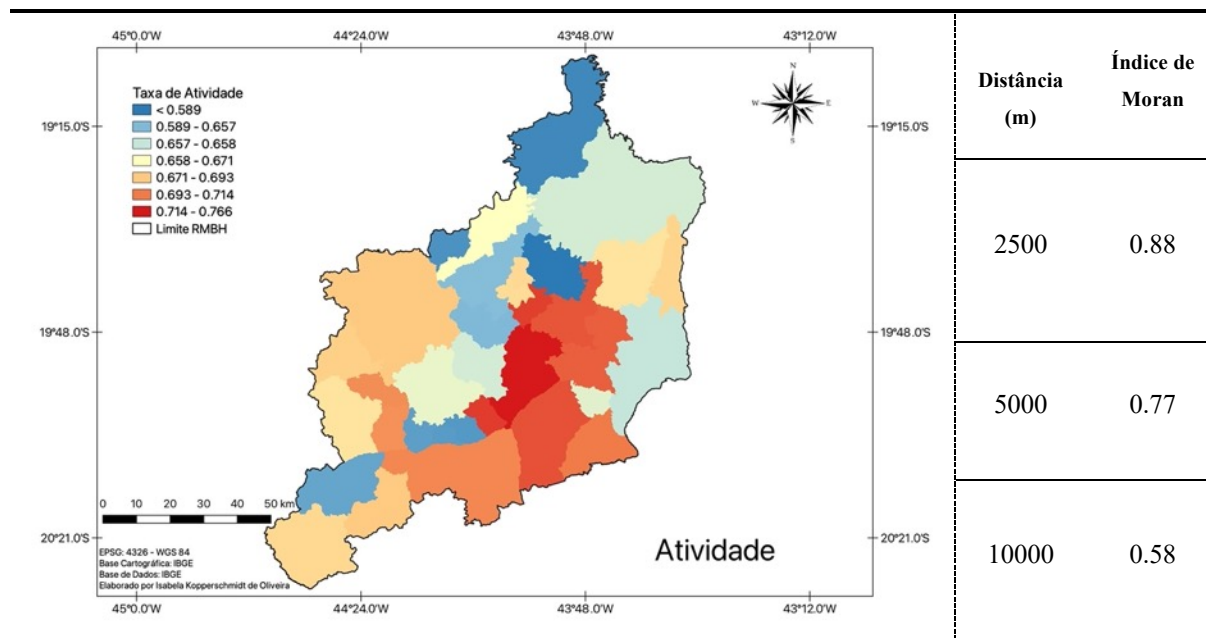 45°0.0'W 44°24.0'W 43°48.0'W 43°12.0'W
N
W E
S
Taxa de Atividade
< 0.589
0.589 - 0.657
0.657 - 0.658
0.658 - 0.671
0.671 - 0.693
0.693 - 0.714
0.714 - 0.766
Limite RMBH
19°15.0'S 19°15.0'S
19°48.0'S 19°48.0'S
20°21.0'S 20°21.0'S
0 10 20 30 40 50 km
EPSG: 4326 - WGS 84
Base Cartográfica: IBGE
Base de Dados: IBGE
Elaborado por Isabela Kopperschmidt de Oliveira
Atividade
45°0.0'W 44°24.0'W 43°48.0'W 43°12.0'W
Distância
(m)
Índice de
Moran
2500 0.88
5000 0.77
10000 0.58